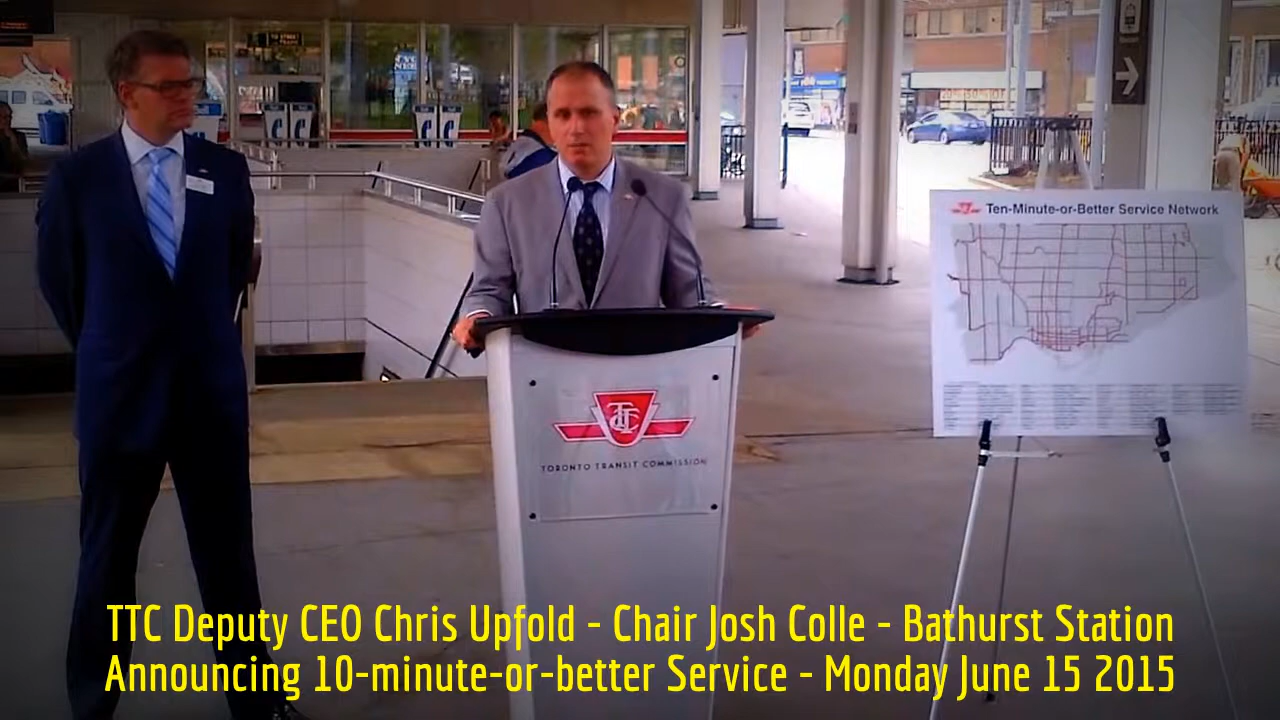 Ten-Minute-or-Better Service Network
TTC
TORONTO TRANSIT COMMISSION
TTC Deputy CEO Chris Upfold - Chair Josh Colle - Bathurst Station
Announcing 10-minute-or-better Service - Monday June 15 2015